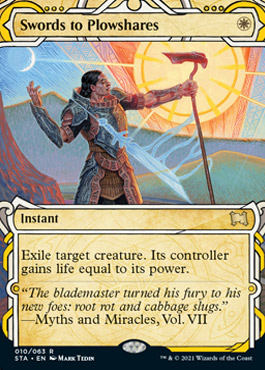 Swords to Plowshares
Instant
Exile target creature. Its controller
gains life equal to its power.
“The blademaster turned his fury to his
new foes: root rot and cabbage slugs.”
—Myths and Miracles, Vol. VII
010/063 R
STA • EN Mark Tedin
™ & © 2021 Wizards of the Coast